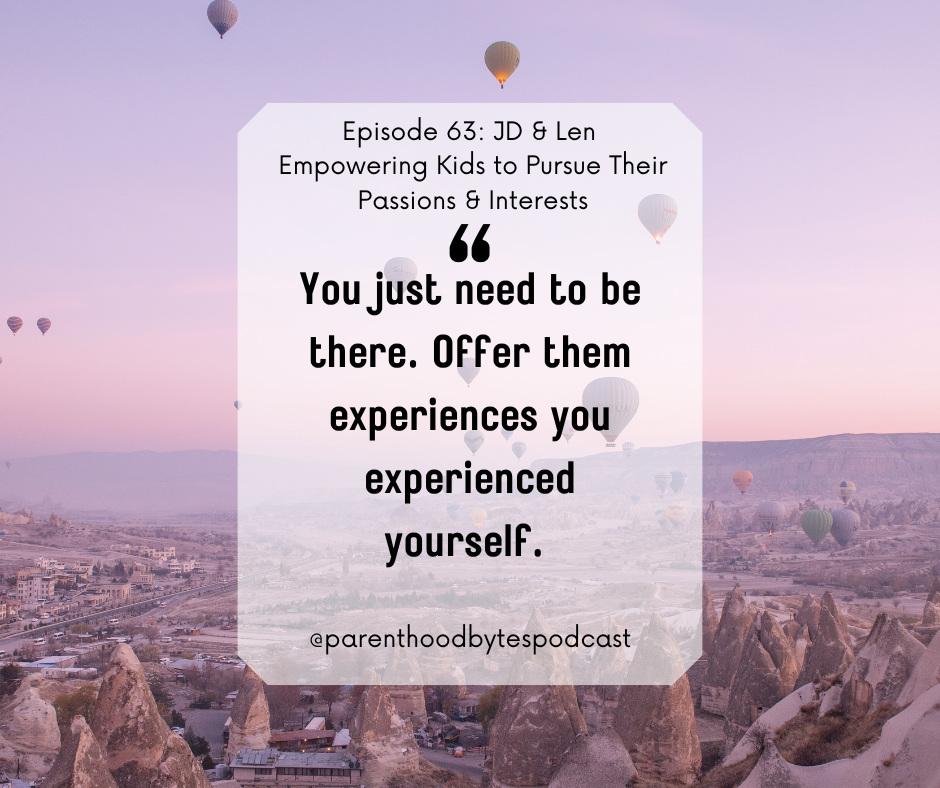 Episode 63: JD & Len
Empowering Kids to Pursue Their
Passions & Interests
“
You just need to be
there. Offer them
experiences you
experienced
yourself.
@parenthoodbytespodcast